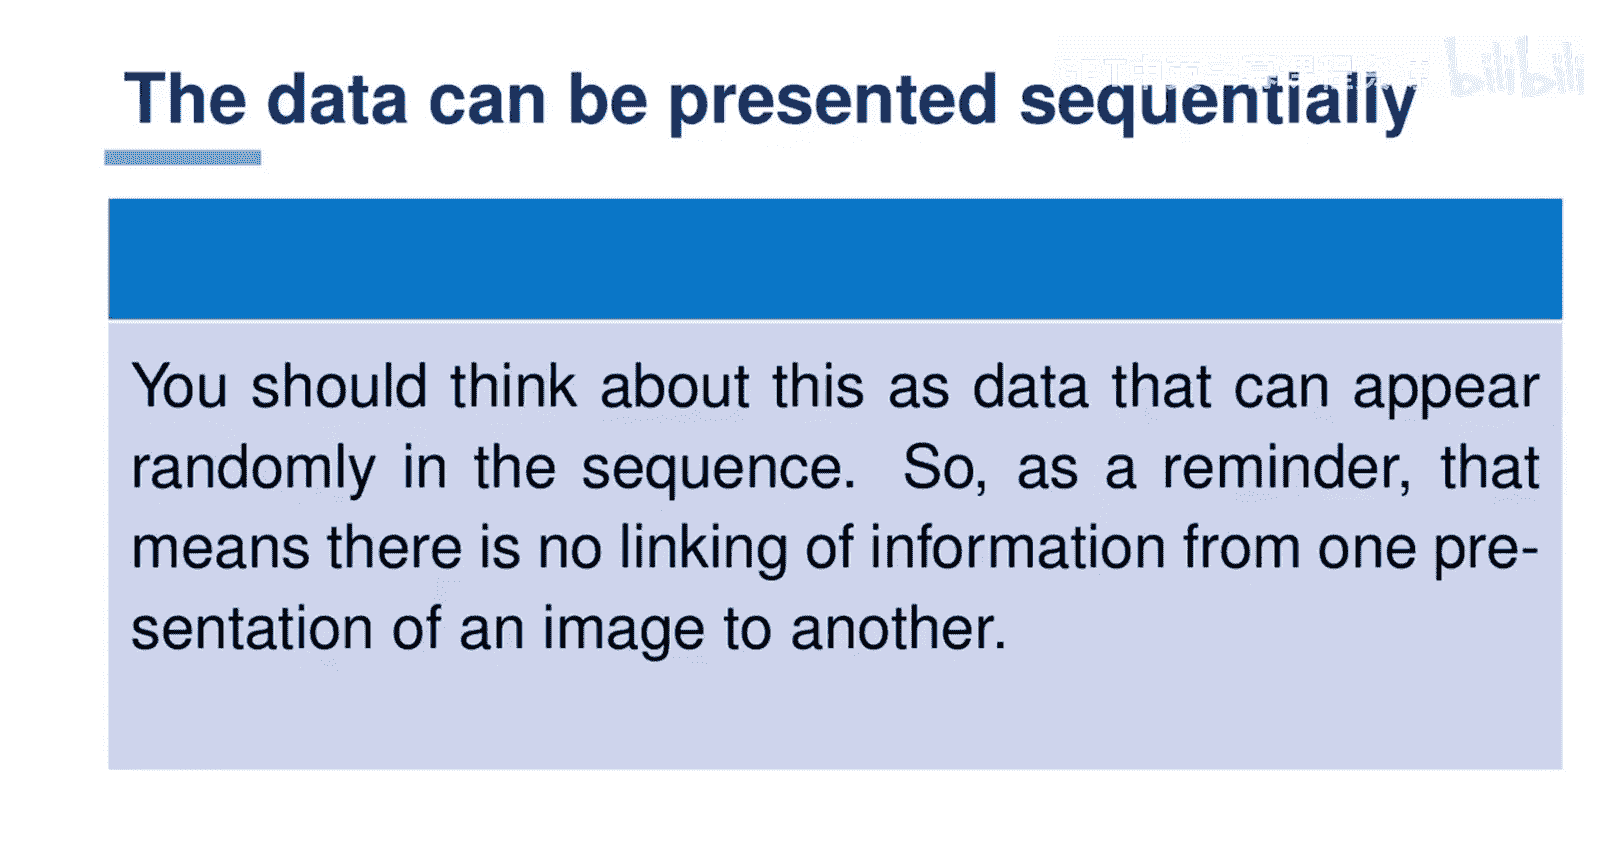 The data can be presented sequentially
bilibili
You should think about this as data that can appear
randomly in the sequence. So, as a reminder, that
means there is no linking of information from one pre-
sentation of an image to another.